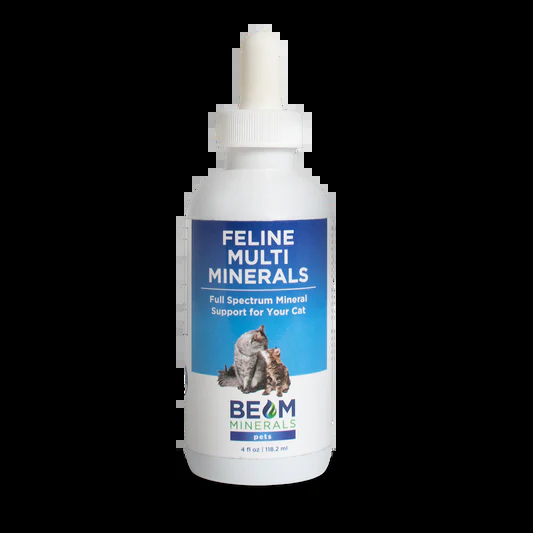 FELINE
MULTI
MINERALS
Full Spectrum Mineral
Support for Your Cat
BEAM
MINERALS
pets
4 fl oz | 118.2 ml